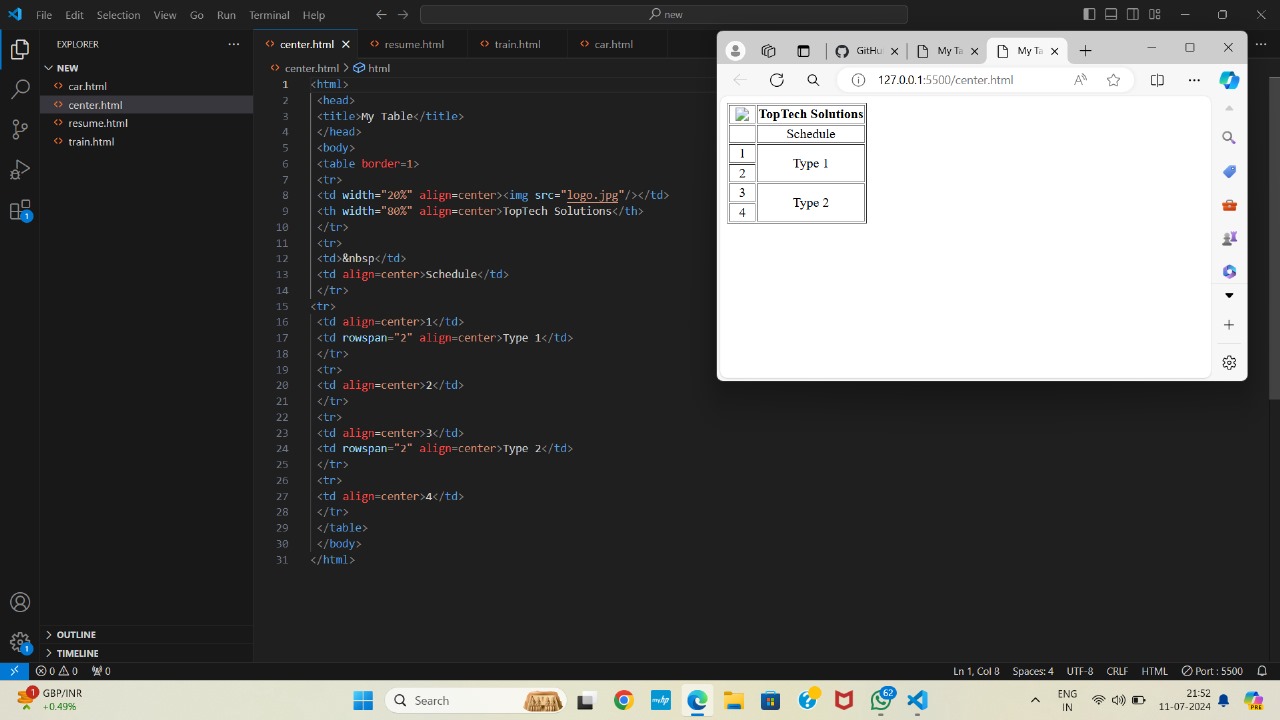 File Edit Selection View Go Run Terminal Help
new
EXPLORER
NEW
car.html
center.html
resume.html
train.html
OUTLINE
TIMELINE
center.html
resume.html
train.html
car.html
center.html > html
1 <html>
2 <head>
3 <title>My Table</title>
4 </head>
5 <body>
6 <table border=1>
7 <tr>
8 <td width="20%" align=center><img src="logo.jpg"/></td>
9 <th width="80%" align=center>TopTech Solutions</th>
10 </tr>
11 <tr>
12 <td>&nbsp</td>
13 <td align=center>Schedule</td>
14 </tr>
15 <tr>
16 <td align=center>1</td>
17 <td rowspan="2" align=center>Type 1</td>
18 </tr>
19 <tr>
20 <td align=center>2</td>
21 </tr>
22 <tr>
23 <td align=center>3</td>
24 <td rowspan="2" align=center>Type 2</td>
25 </tr>
26 <tr>
27 <td align=center>4</td>
28 </tr>
29 </table>
30 </body>
31 </html>
GitHu
My Ta
My Ta
127.0.0.1:5500/center.html
TopTech Solutions
Schedule
1
Type 1
2
3
Type 2
4
1
1
0 0 0
Ln 1, Col 8 Spaces: 4 UTF-8 CRLF HTML Port : 5500
1
GBP/INR
+0.49%
Search
62
ENG
IN
21:52
11-07-2024